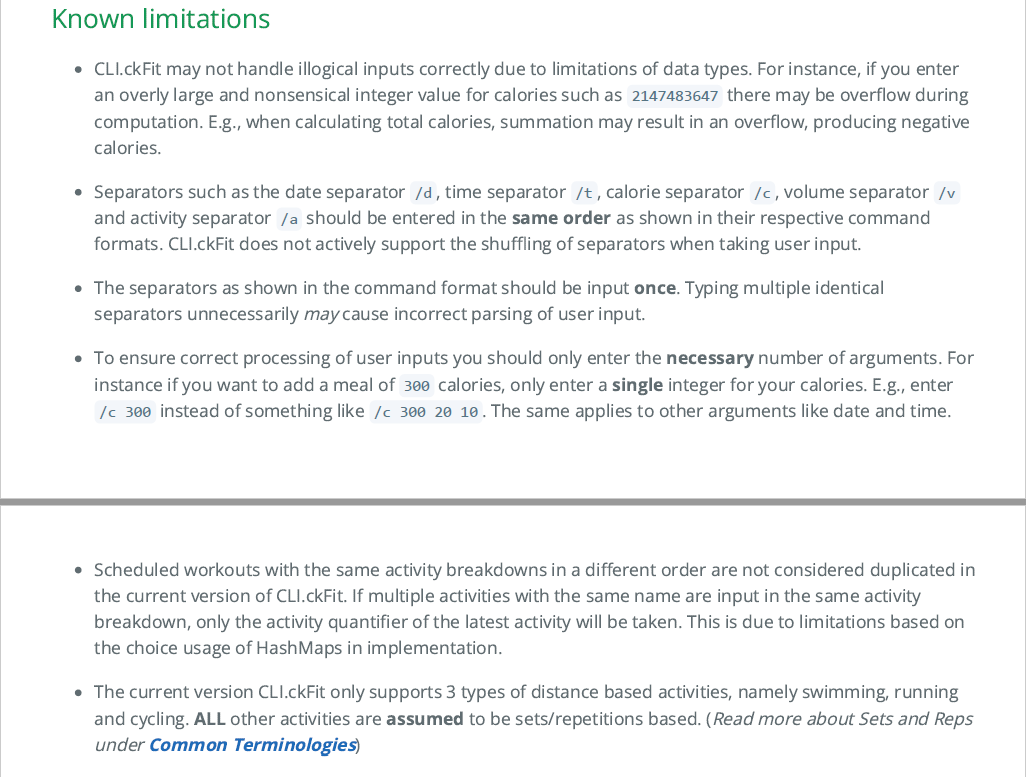 Known limitations
• CLI.ckFit may not handle illogical inputs correctly due to limitations of data types. For instance, if you enter
an overly large and nonsensical integer value for calories such as 2147483647 there may be overflow during
computation. E.g., when calculating total calories, summation may result in an overflow, producing negative
calories.
• Separators such as the date separator /d, time separator /t, calorie separator /c, volume separator /v
and activity separator /a should be entered in the same order as shown in their respective command
formats. CLI.ckFit does not actively support the shuffling of separators when taking user input.
• The separators as shown in the command format should be input once. Typing multiple identical
separators unnecessarily may cause incorrect parsing of user input.
• To ensure correct processing of user inputs you should only enter the necessary number of arguments. For
instance if you want to add a meal of 300 calories, only enter a single integer for your calories. E.g., enter
/c 300 instead of something like /c 300 20 10. The same applies to other arguments like date and time.
• Scheduled workouts with the same activity breakdowns in a different order are not considered duplicated in
the current version of CLI.ckFit. If multiple activities with the same name are input in the same activity
breakdown, only the activity quantifier of the latest activity will be taken. This is due to limitations based on
the choice usage of HashMaps in implementation.
• The current version CLI.ckFit only supports 3 types of distance based activities, namely swimming, running
and cycling. ALL other activities are assumed to be sets/repetitions based. (Read more about Sets and Reps
under Common Terminologies)